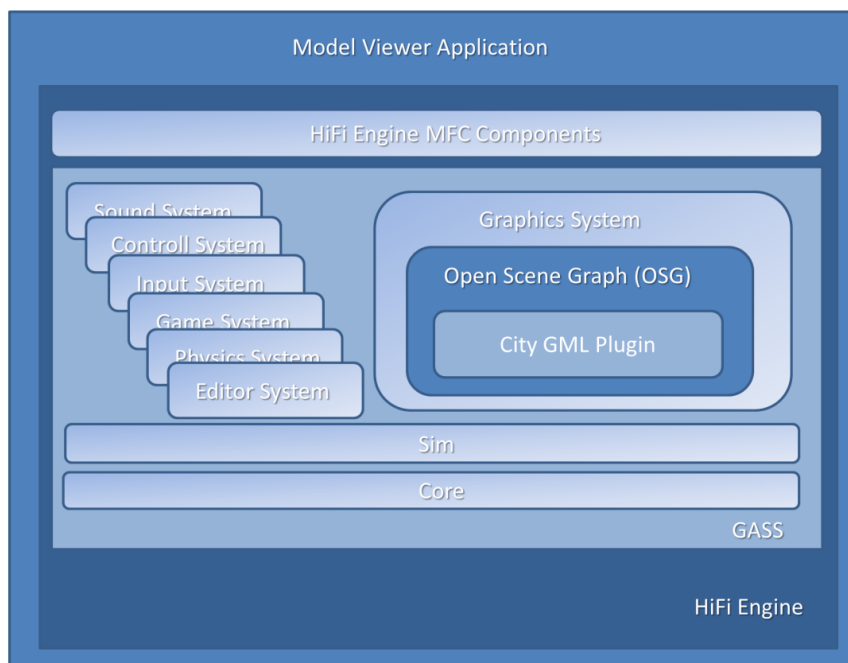 Model Viewer Application
HiFi Engine MFC Components
Sound System
Controll System
Input System
Game System
Physics System
Editor System
Graphics System
Open Scene Graph (OSG)
City GML Plugin
Sim
Core
GASS
HiFi Engine